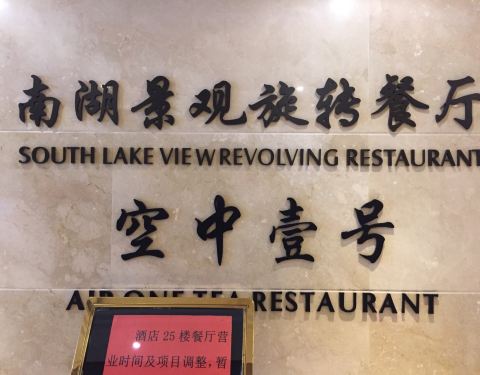 南湖景观旋转餐厅
SOUTH LAKE VIEW REVOLVING RESTAURANT
空中壹号
AIR ONE TEA RESTAURANT
酒店25楼餐厅营
业时间及项目调整，暂